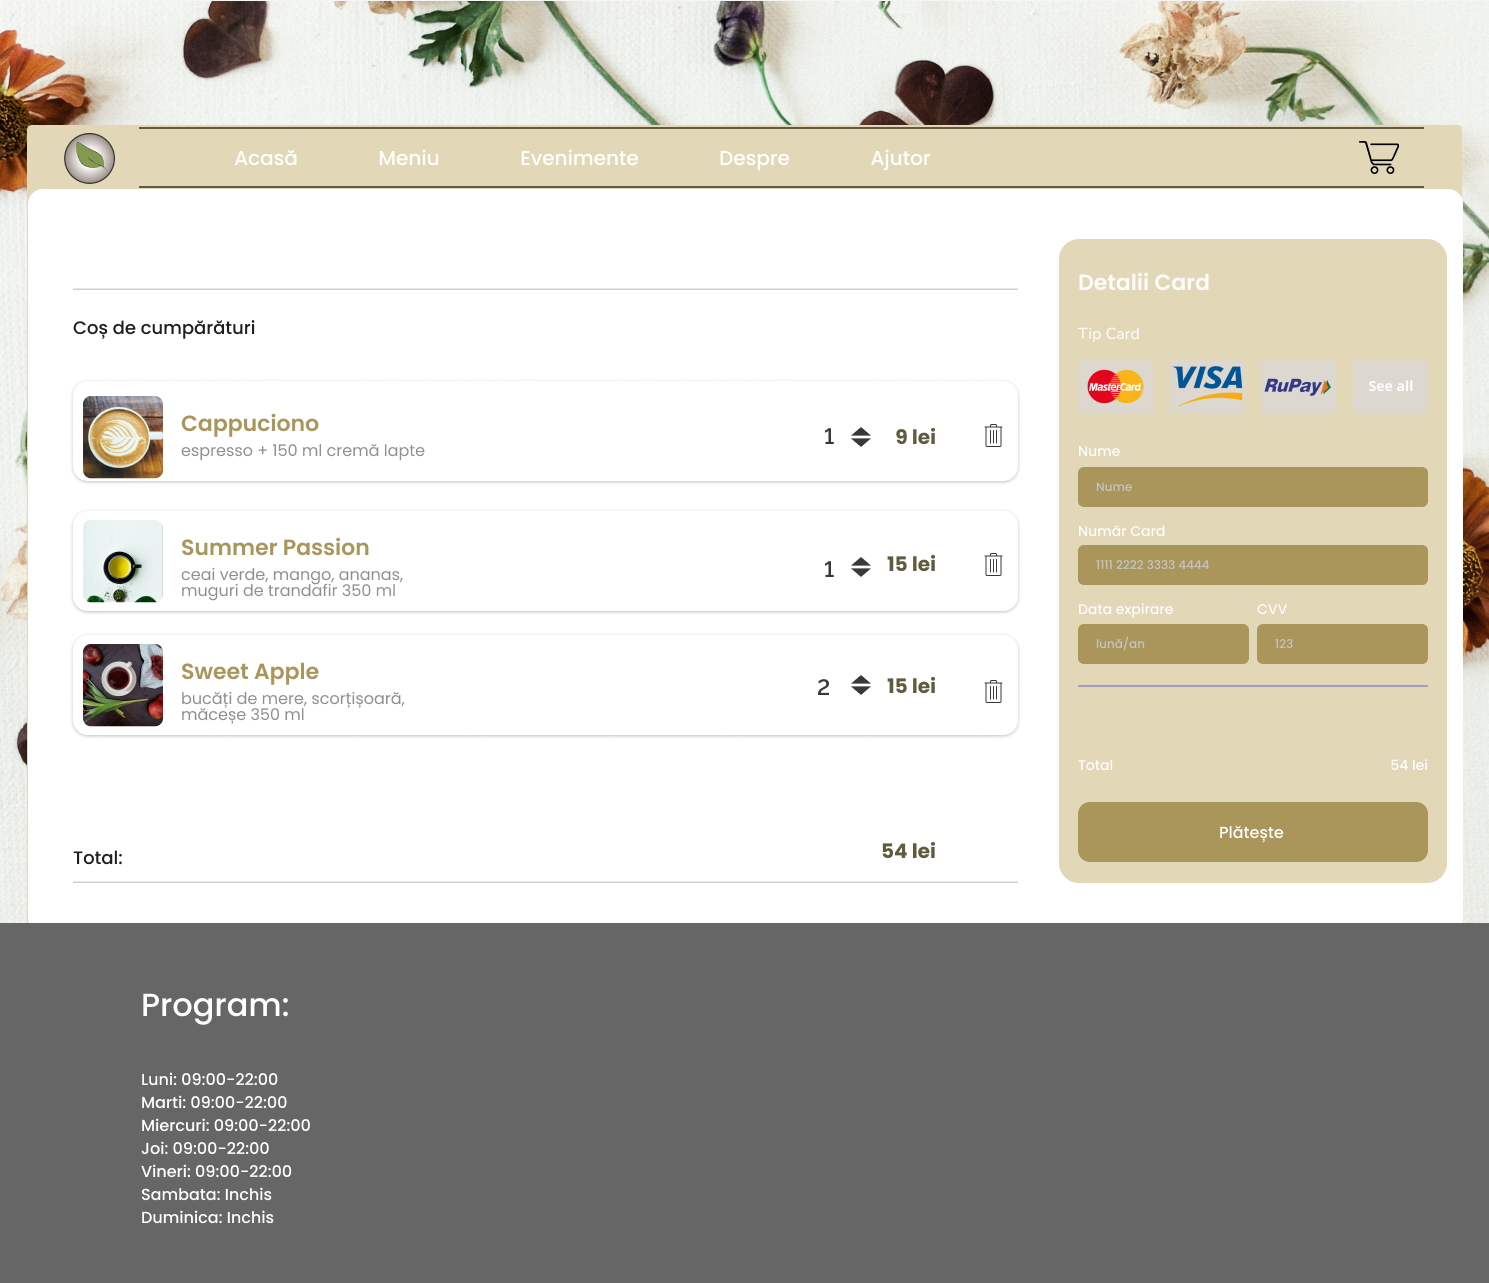 Acasă
Meniu
Evenimente
Despre
Ajutor
Coș de cumpărături
Cappuciono
espresso + 150 ml cremă lapte
1
9 lei
Summer Passion
ceai verde, mango, ananas,
muguri de trandafir 350 ml
1
15 lei
Sweet Apple
bucăți de mere, scorțișoară,
măceșe 350 ml
2
15 lei
Total:
54 lei
Detalii Card
Tip Card
MasterCard
VISA
RuPay
See all
Nume
Nume
Număr Card
1111 2222 3333 4444
Data expirare
CVV
lună/an
123
Total
54 lei
Plătește
Program:
Luni: 09:00-22:00
Marti: 09:00-22:00
Miercuri: 09:00-22:00
Joi: 09:00-22:00
Vineri: 09:00-22:00
Sambata: Inchis
Duminica: Inchis